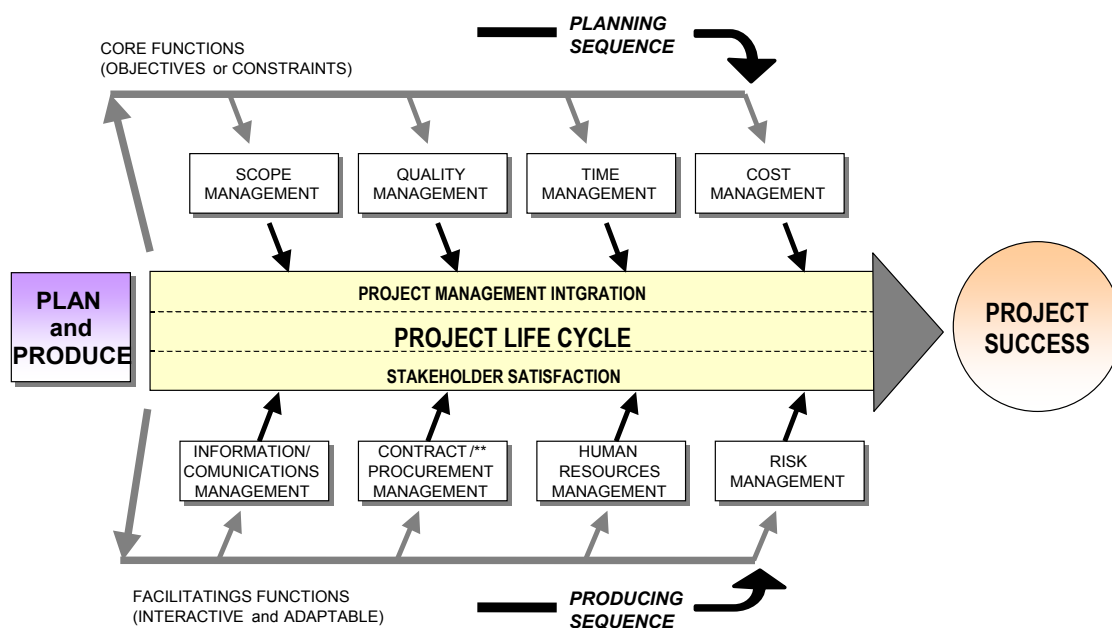 PLANNING
SEQUENCE
CORE FUNCTIONS
(OBJECTIVES or CONSTRAINTS)
SCOPE
MANAGEMENT
QUALITY
MANAGEMENT
TIME
MANAGEMENT
COST
MANAGEMENT
PLAN
and
PRODUCE
PROJECT MANAGEMENT INTGRATION
PROJECT LIFE CYCLE
STAKEHOLDER SATISFACTION
PROJECT
SUCCESS
INFORMATION/
COMUNICATIONS
MANAGEMENT
CONTRACT /**
PROCUREMENT
MANAGEMENT
HUMAN
RESOURCES
MANAGEMENT
RISK
MANAGEMENT
FACILITATINGS FUNCTIONS
(INTERACTIVE and ADAPTABLE)
PRODUCING
SEQUENCE